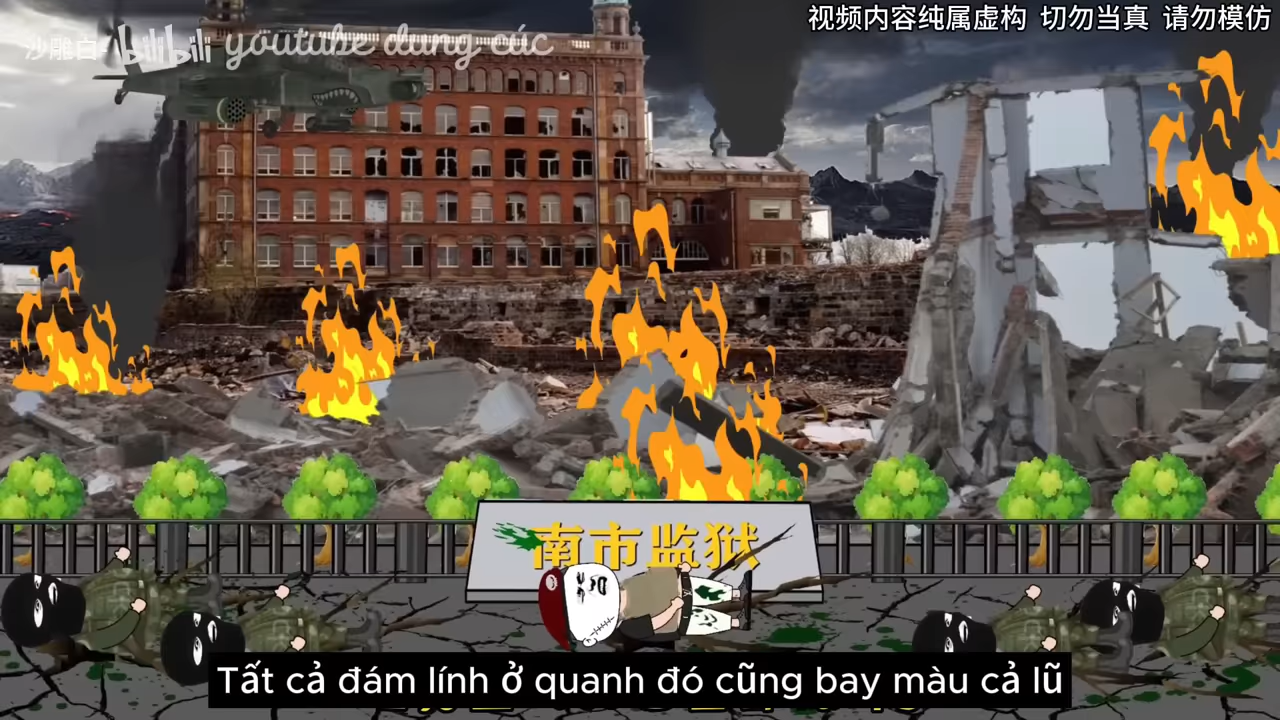 视频内容纯属虚构 切勿当真 请勿模仿
沙雕白 bilibili youtube dung cúc
南市监狱
Tất cả đám lính ở quanh đó cũng bay màu cả lũ